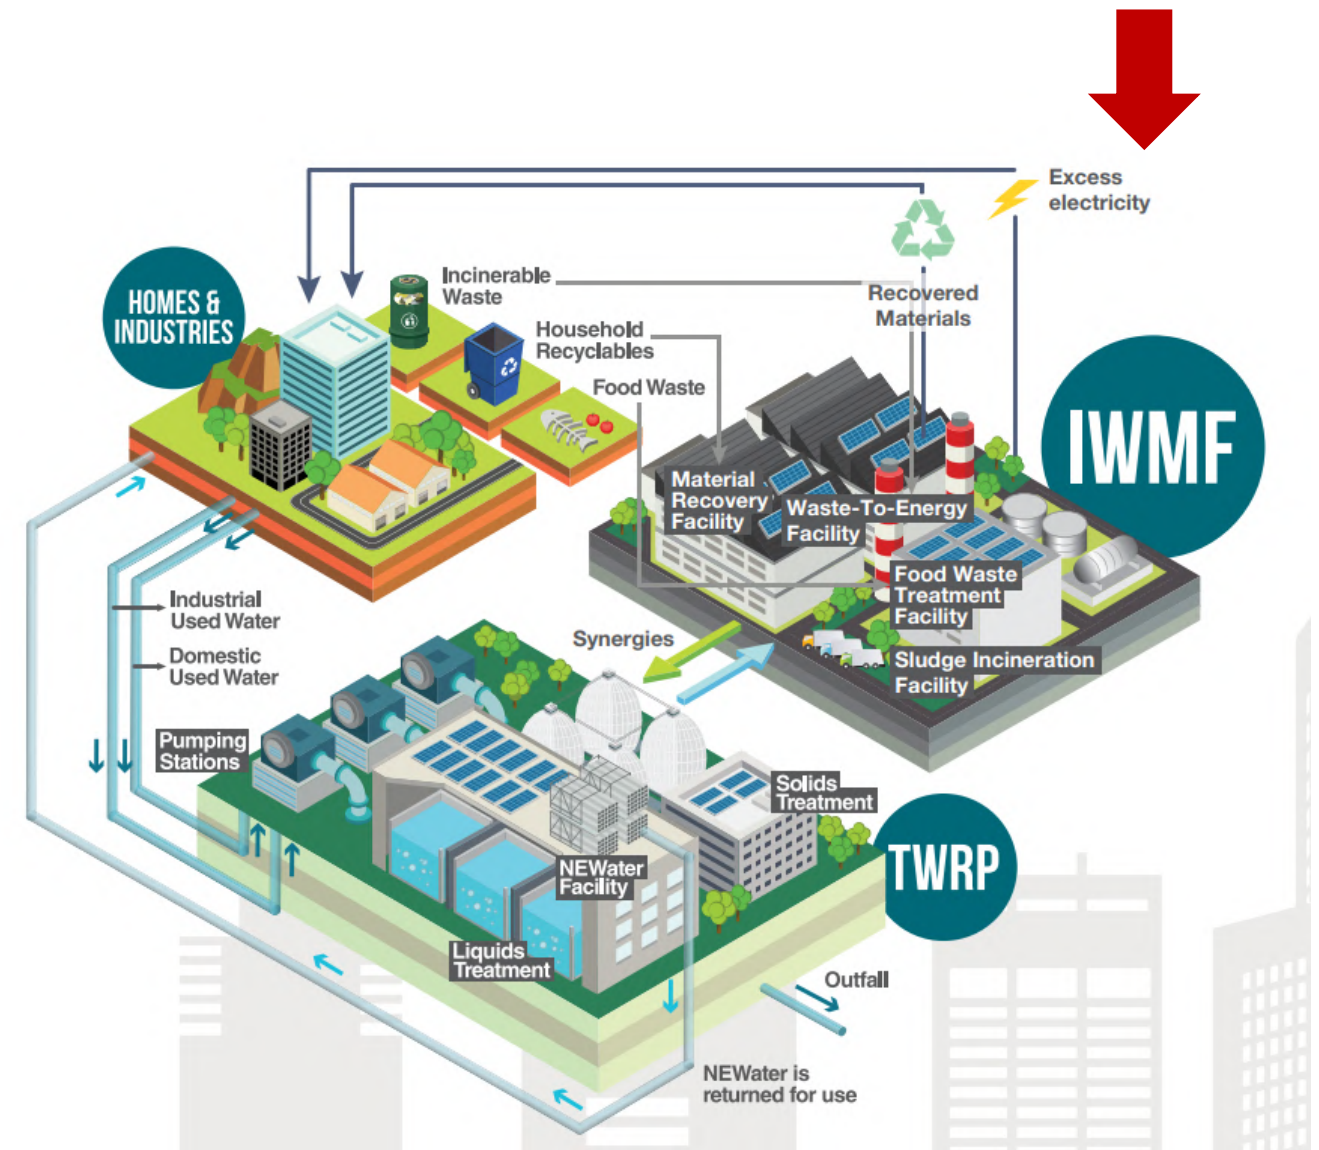 Excess
electricity
HOMES &
INDUSTRIES
Incinerable
Waste
Recovered
Materials
Household
Recyclables
Food Waste
IWMF
Material
Recovery
Facility
Waste-To-Energy
Facility
Food Waste
Treatment
Facility
Industrial
Used Water
Domestic
Used Water
Synergies
Sludge Incineration
Facility
Pumping
Stations
Solids
Treatment
TWRP
NEWater
Facility
Liquids
Treatment
Outfall
NEWater is
returned for use